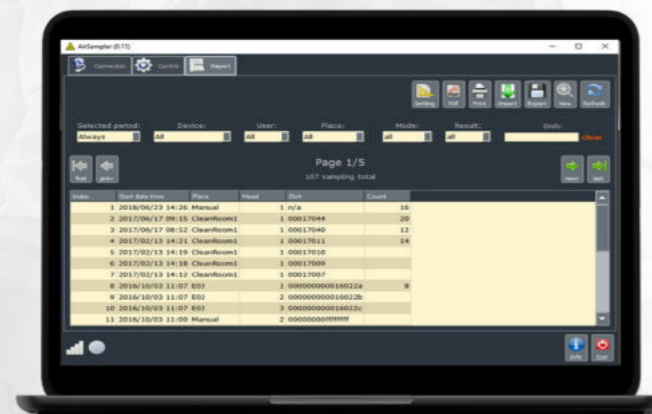 AirSampler (0.11)
Connection Control Report
Setting Pdf Print Import Export View Refresh
Selected period: Device: User: Place: Mode: Result: Dish:
Always All All All all all clear
first prev Page 1/5 next last
107 sampling total
Index Start date time Place Head Dish Count
1 2018/06/23 14:26 Manual 1 n/a 16
2 2017/06/17 09:15 CleanRoom1 1 00017044 20
3 2017/06/17 08:52 CleanRoom1 1 00017040 12
4 2017/02/13 14:21 CleanRoom1 1 00017011 14
5 2017/02/13 14:19 CleanRoom1 1 00017010
6 2017/02/13 14:18 CleanRoom1 1 00017009
7 2017/02/13 14:12 CleanRoom1 1 00017007
8 2016/10/03 11:07 E0J 1 000000000016022a 8
9 2016/10/03 11:07 E0J 2 000000000016022b
10 2016/10/03 11:07 E0J 3 000000000016022c
11 2016/10/03 11:00 Manual 2
Info Exit